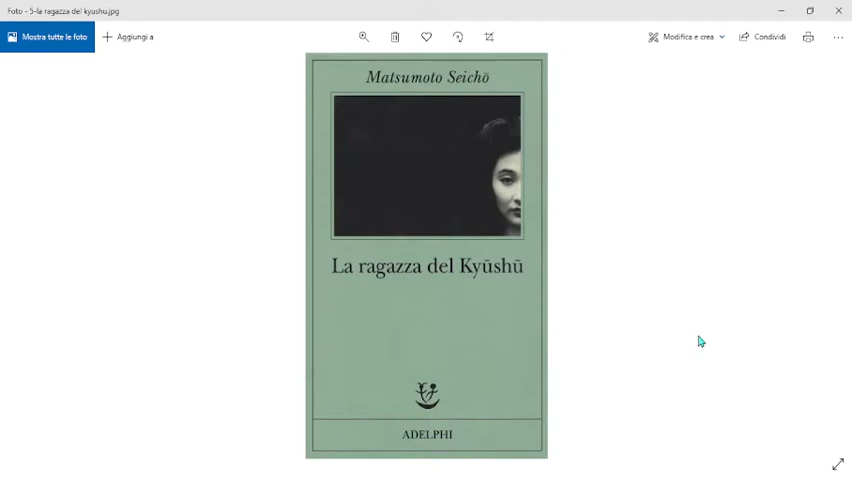 Foto - 5-la ragazza del kyushu.jpg
Mostra tutte le foto
Aggiungi a
Modifica e crea
Condividi
Matsumoto Seichō
La ragazza del Kyūshū
ADELPHI